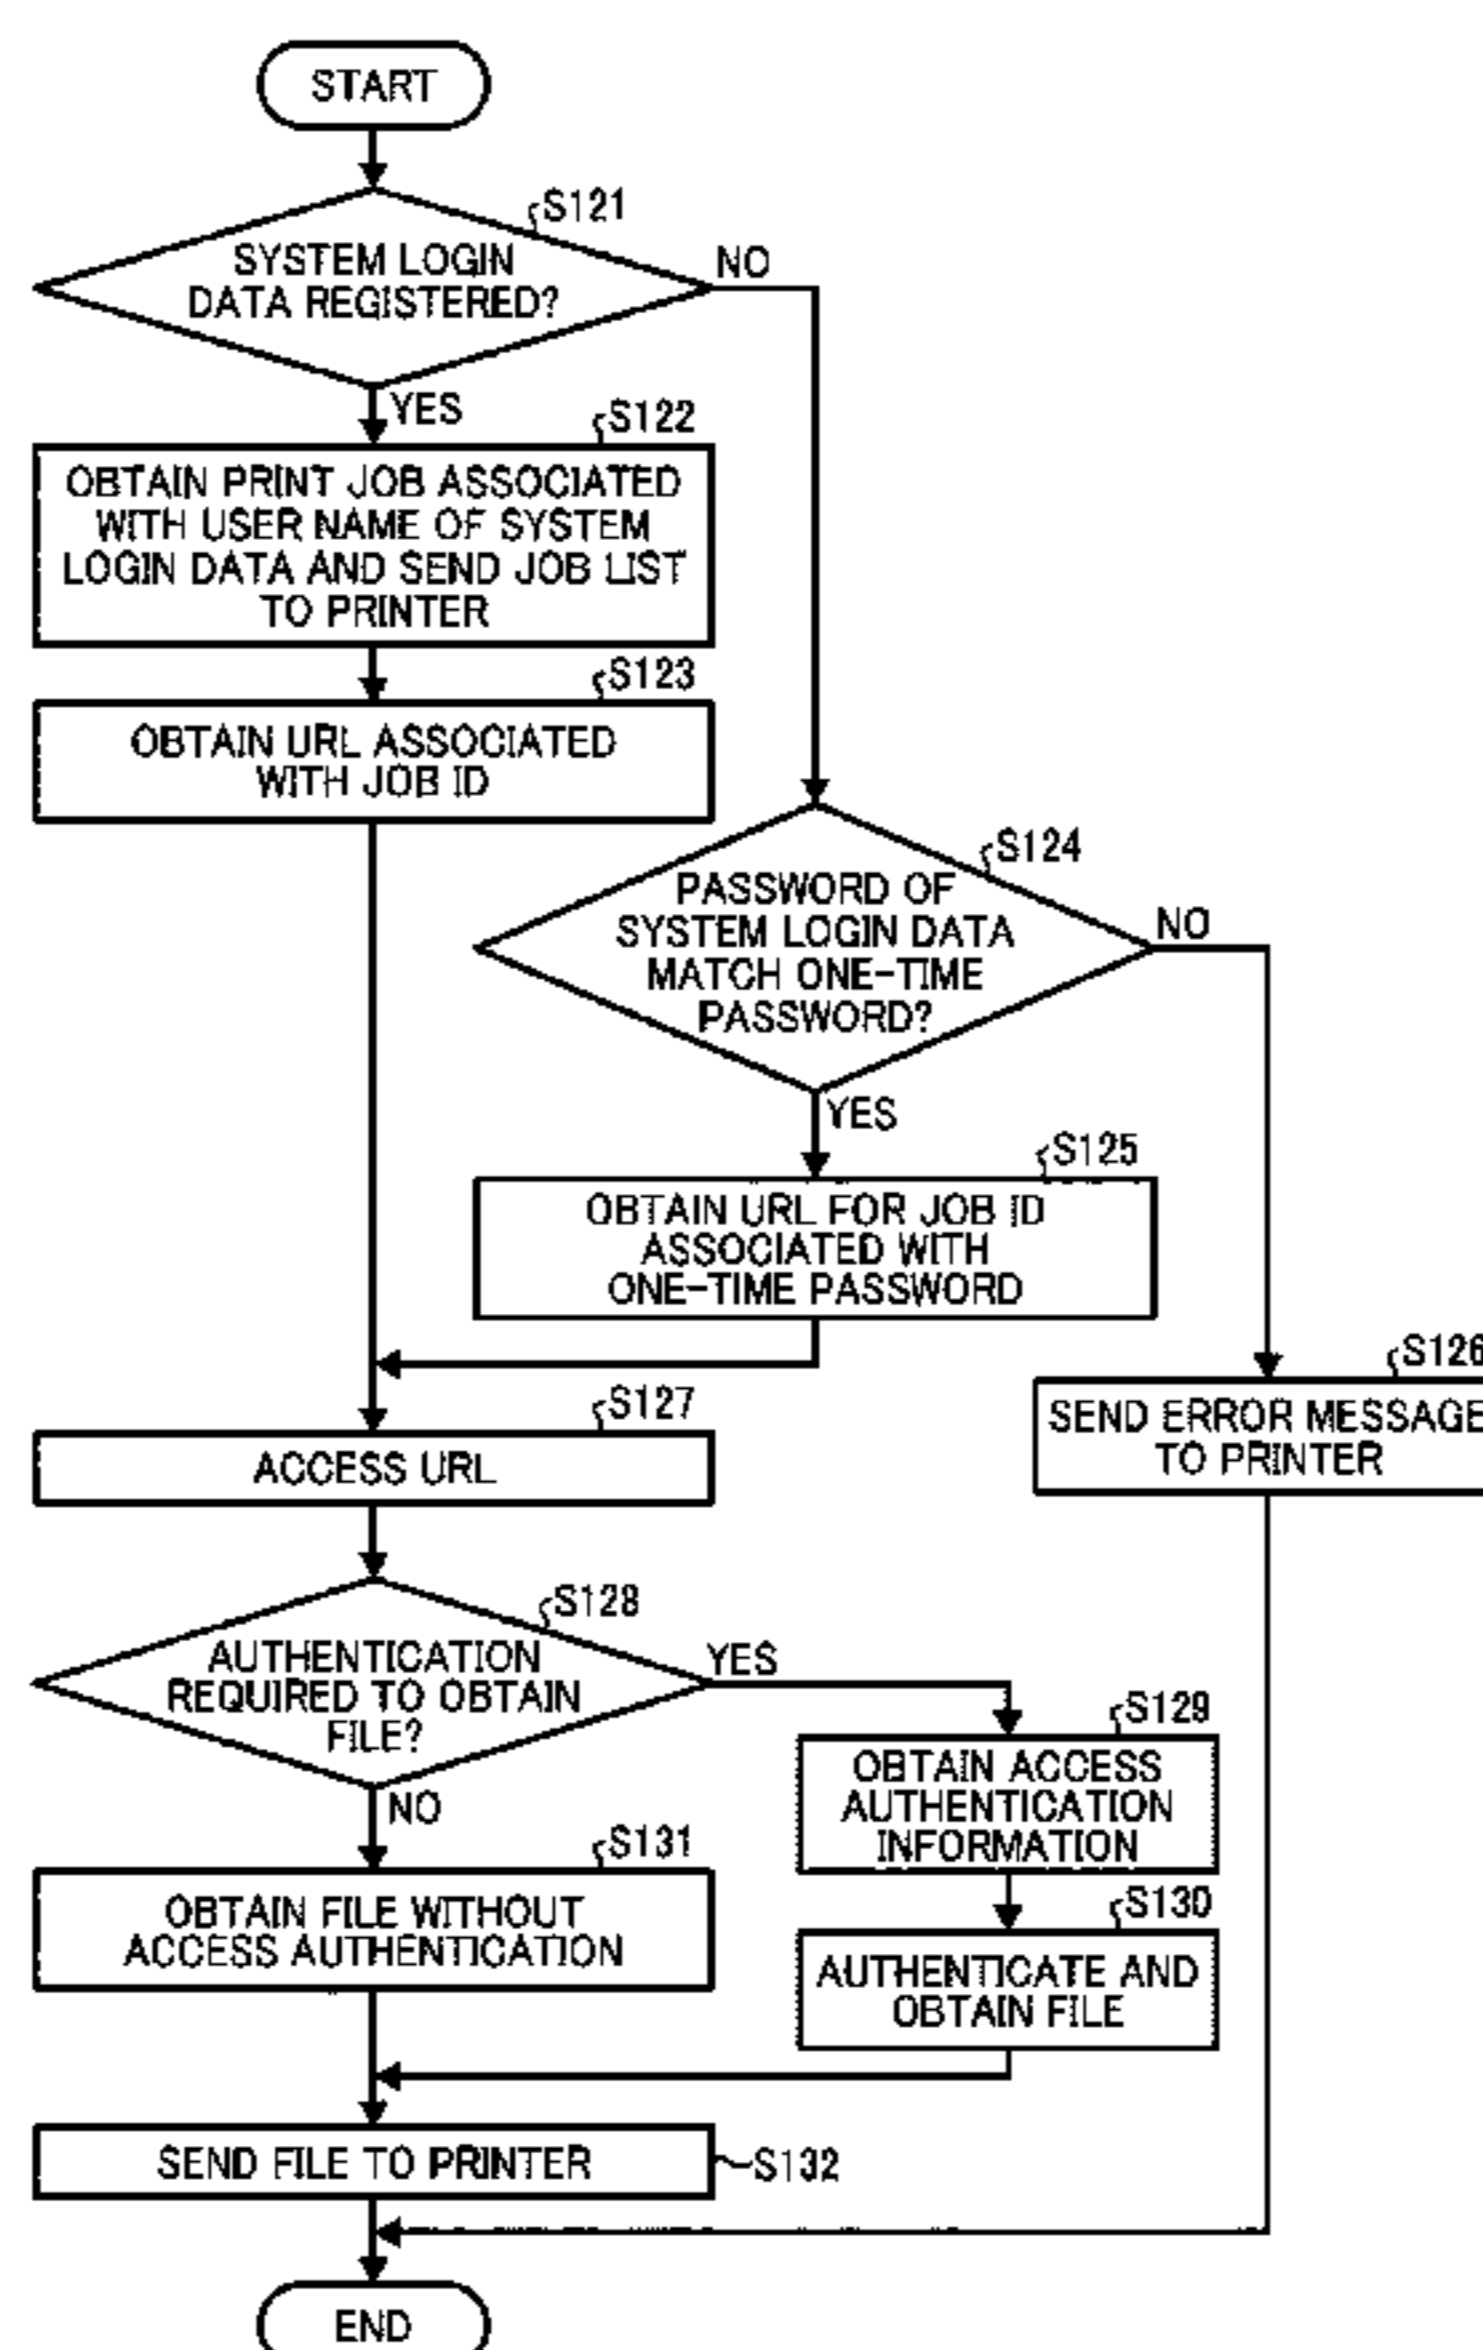 START
S121
SYSTEM LOGIN
DATA REGISTERED?
NO
YES
S122
OBTAIN PRINT JOB ASSOCIATED
WITH USER NAME OF SYSTEM
LOGIN DATA AND SEND JOB LIST
TO PRINTER
S123
OBTAIN URL ASSOCIATED
WITH JOB ID
S124
PASSWORD OF
SYSTEM LOGIN DATA
MATCH ONE-TIME
PASSWORD?
NO
YES
S125
OBTAIN URL FOR JOB ID
ASSOCIATED WITH
ONE-TIME PASSWORD
S126
SEND ERROR MESSAGE
TO PRINTER
S127
ACCESS URL
S128
AUTHENTICATION
REQUIRED TO OBTAIN
FILE?
YES
NO
S129
OBTAIN ACCESS
AUTHENTICATION
INFORMATION
S130
AUTHENTICATE AND
OBTAIN FILE
S131
OBTAIN FILE WITHOUT
ACCESS AUTHENTICATION
SEND FILE TO PRINTER
S132
END